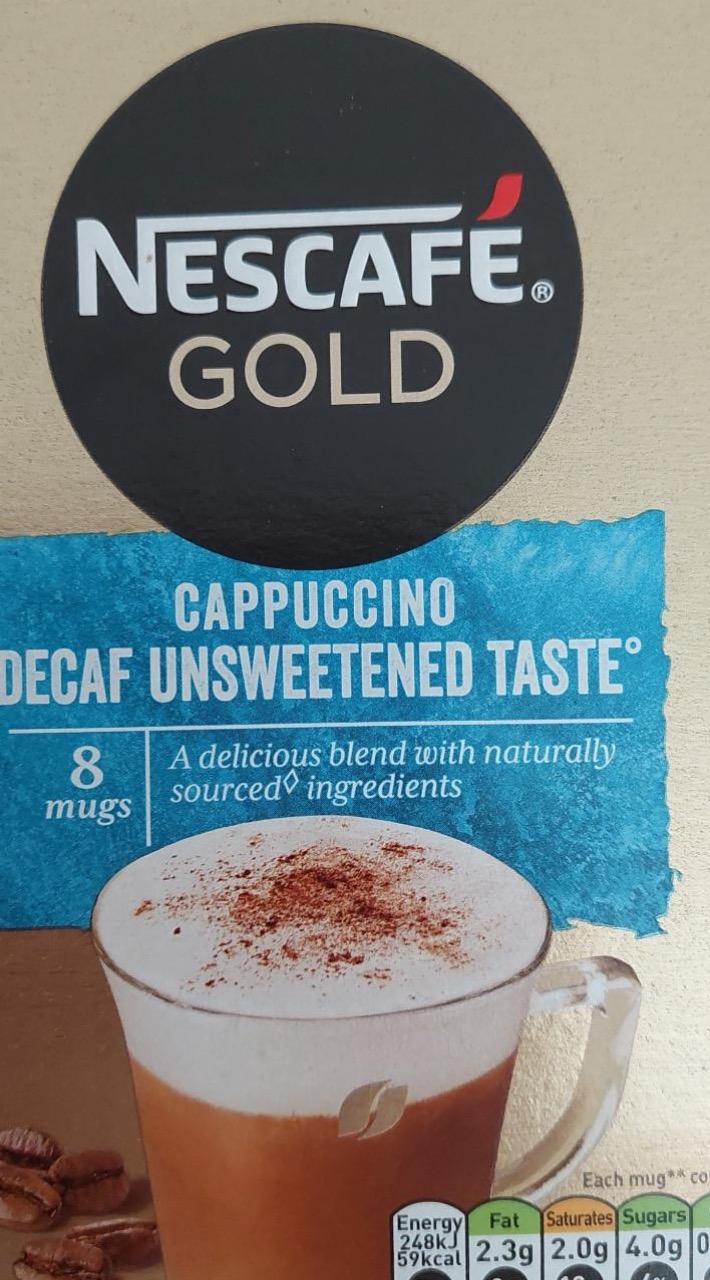 NESCAFÉ®
GOLD
CAPPUCCINO
DECAF UNSWEETENED TASTE°
8 mugs
A delicious blend with naturally
sourced◊ ingredients
Each mug** co
Energy 248kJ 59kcal
Fat 2.3g
Saturates 2.0g
Sugars 4.0g